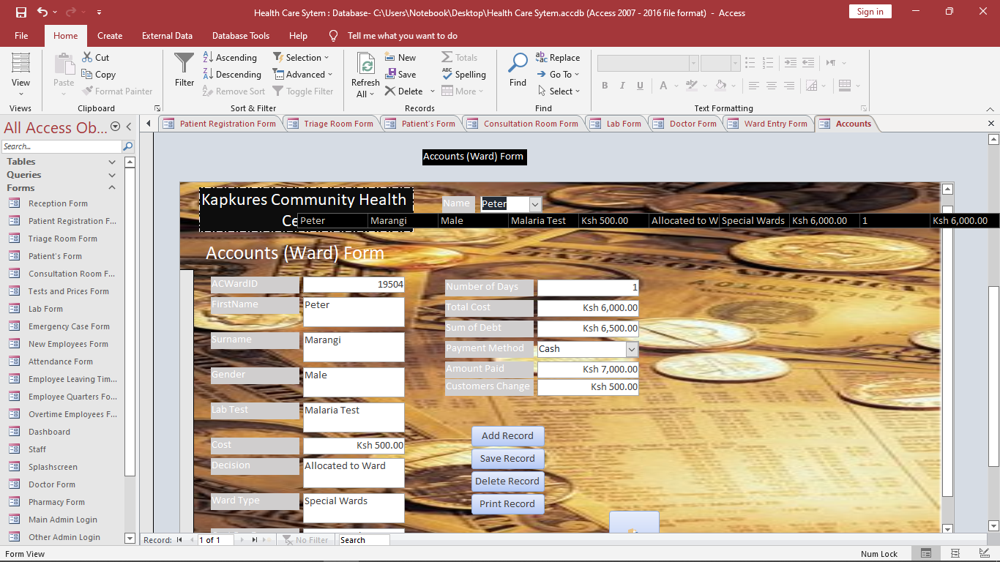 Health Care Sytem : Database- C:\Users\Notebook\Desktop\Health Care Sytem.accdb (Access 2007 - 2016 file format) - Access
Sign in
File Home Create External Data Database Tools Help Tell me what you want to do
View
Views
Paste
Cut
Copy
Format Painter
Clipboard
Filter
Ascending
Descending
Remove Sort
Selection
Advanced
Toggle Filter
Sort & Filter
Refresh
All
New
Save
Delete
Totals
Spelling
More
Records
Find
Replace
Go To
Select
Find
B I U A
Text Formatting
All Access Ob...
Search...
Tables
Queries
Forms
Reception Form
Patient Registration F...
Triage Room Form
Patient's Form
Consultation Room F...
Tests and Prices Form
Lab Form
Emergency Case Form
New Employees Form
Attendance Form
Employee Leaving Tim...
Employee Quarters Fo...
Overtime Employees F...
Dashboard
Staff
Splashscreen
Doctor Form
Pharmacy Form
Main Admin Login
Other Admin Login
Patient Registration Form Triage Room Form Patient's Form Consultation Room Form Lab Form Doctor Form Ward Entry Form Accounts
Accounts (Ward) Form
Kapkures Community Health
Ce
Name Peter
Peter Marangi Male Malaria Test Ksh 500.00 Allocated to W Special Wards Ksh 6,000.00 1 Ksh 6,000.00
Accounts (Ward) Form
ACWardID 19504
FirstName Peter
Surname Marangi
Gender Male
Lab Test Malaria Test
Cost Ksh 500.00
Decision Allocated to Ward
Ward Type Special Wards
Number of Days 1
Total Cost Ksh 6,000.00
Sum of Debt Ksh 6,500.00
Payment Method Cash
Amount Paid Ksh 7,000.00
Customers Change Ksh 500.00
Add Record
Save Record
Delete Record
Print Record
Record: 1 of 1 No Filter Search
Form View
Num Lock